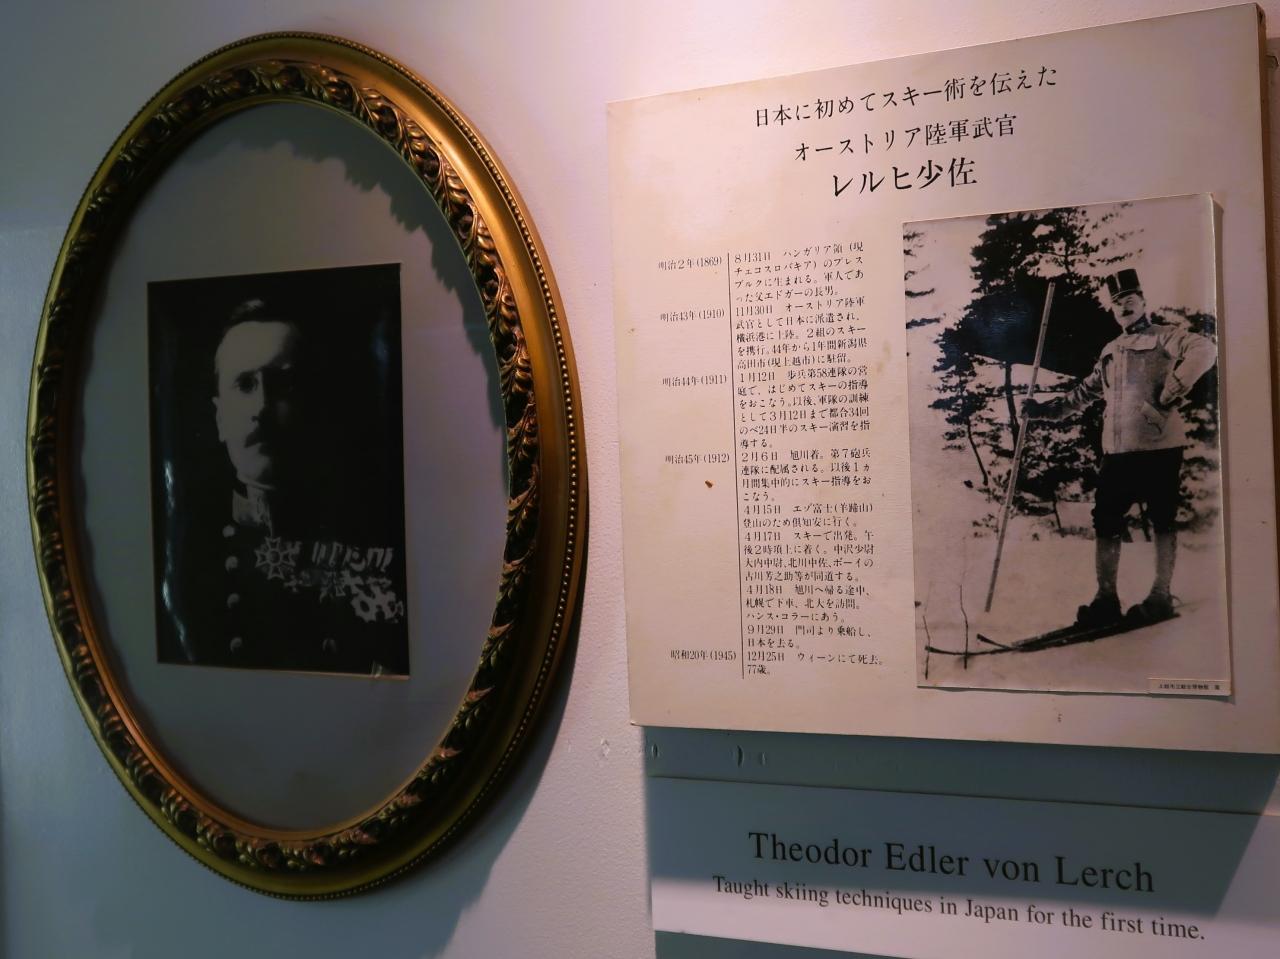 日本に初めてスキー術を伝えた
オーストリア陸軍武官
レルヒ少佐
明治2年(1869)
8月31日 ハンガリア領(現
チェコスロバキア)のプレス
ブルクに生まれる。軍人であ
った父エドガーの長男。
明治43年(1910)
11月30日 オーストリア陸軍
武官として日本に派遣され、
横浜港に上陸。2組のスキー
を携行。44年から1年間新潟県
高田市(現上越市)に駐留。
明治44年(1911)
1月12日 歩兵第58連隊の営
庭で、はじめてスキーの指導
をおこなう。以後、軍隊の訓練
として3月12日まで都合34回
のべ24日半のスキー演習を指
導する。
明治45年(1912)
2月6日 旭川着。第7砲兵
連隊に配属される。以後1ヵ
月間集中的にスキー指導をお
こなう。
4月15日 エゾ富士(羊蹄山)
登山のため倶知安に行く。
4月17日 スキーで出発。午
後2時頂上に着く。中沢少尉
大内中尉、北川中佐、ボーイの
古川芳之助等が同道する。
4月18日 旭川へ帰る途中、
札幌で下車、北大を訪問。
ハンス・コラーにあう。
9月29日 門司より乗船し、
日本を去る。
昭和20年(1945)
12月25日 ウィーンにて死去。
77歳。
Theodor Edler von Lerch
Taught skiing techniques in Japan for the first time.